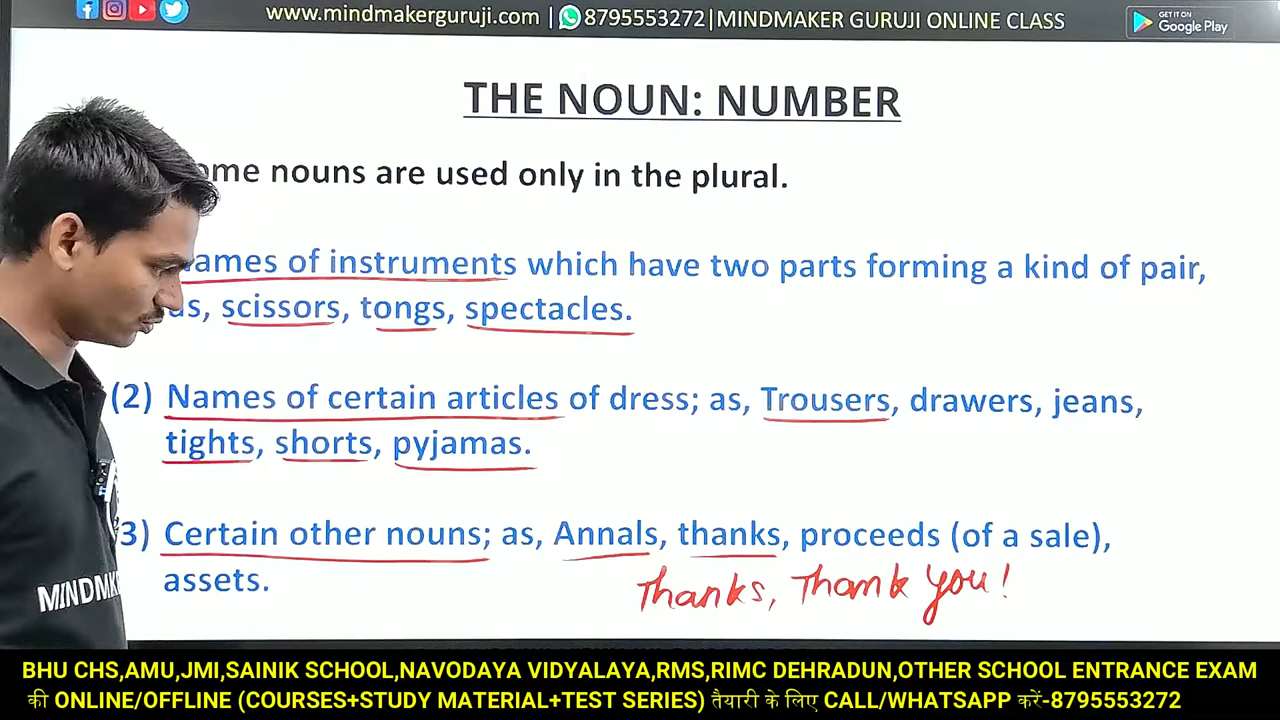 www.mindmakerguruji.com | 8795553272|MINDMAKER GURUJI ONLINE CLASS
GET IT ON
Google Play
THE NOUN: NUMBER
nouns are used only in the plural.
of instruments which have two parts forming a kind of pair,
scissors, tongs, spectacles.
(2) Names of certain articles of dress; as, Trousers, drawers, jeans,
tights, shorts, pyjamas.
3) Certain other nouns; as, Annals, thanks, proceeds (of a sale),
assets.
Thanks, Thank you!
BHU CHS,AMU,JMI,SAINIK SCHOOL,NAVODAYA VIDYALAYA,RMS,RIMC DEHRADUN,OTHER SCHOOL ENTRANCE EXAM
की ONLINE/OFFLINE (COURSES+STUDY MATERIAL+TEST SERIES) तैयारी के लिए CALL/WHATSAPP करें-8795553272